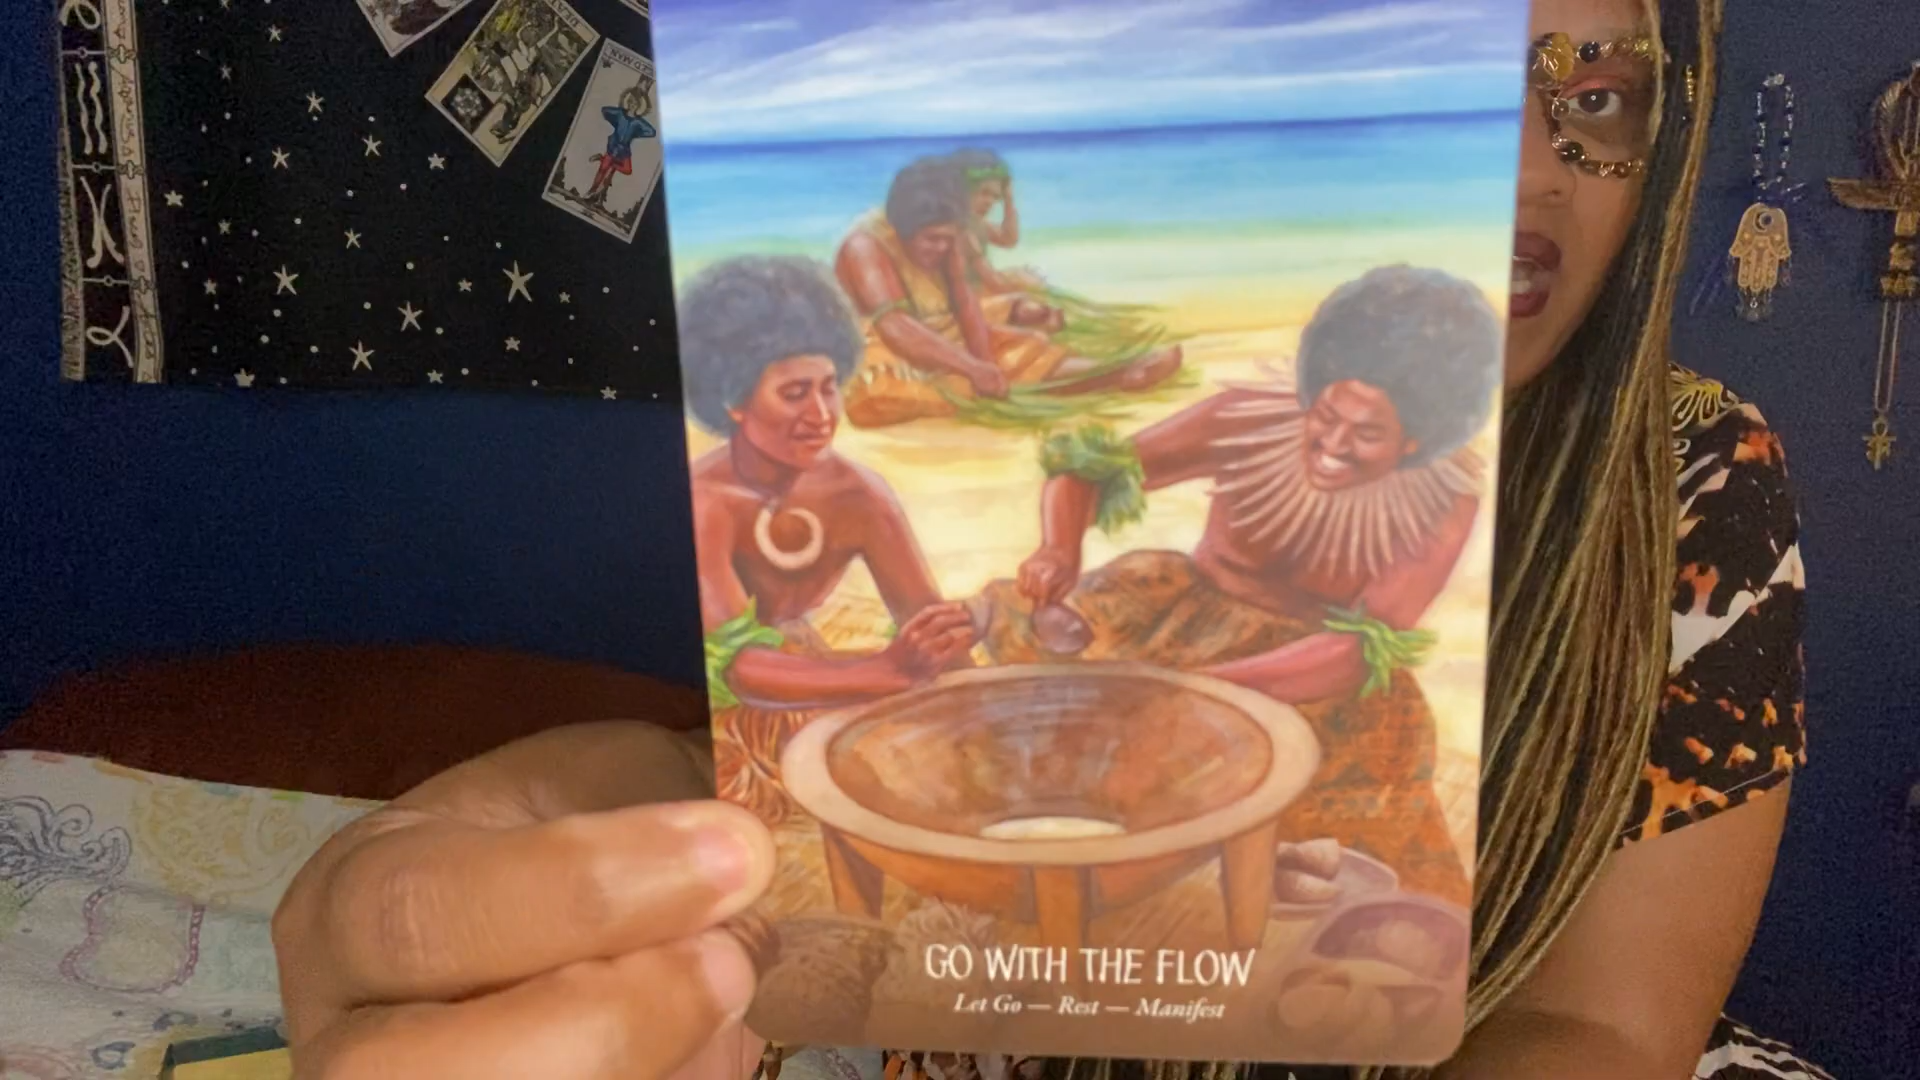 GO WITH THE FLOW
Let Go — Rest — Manifest